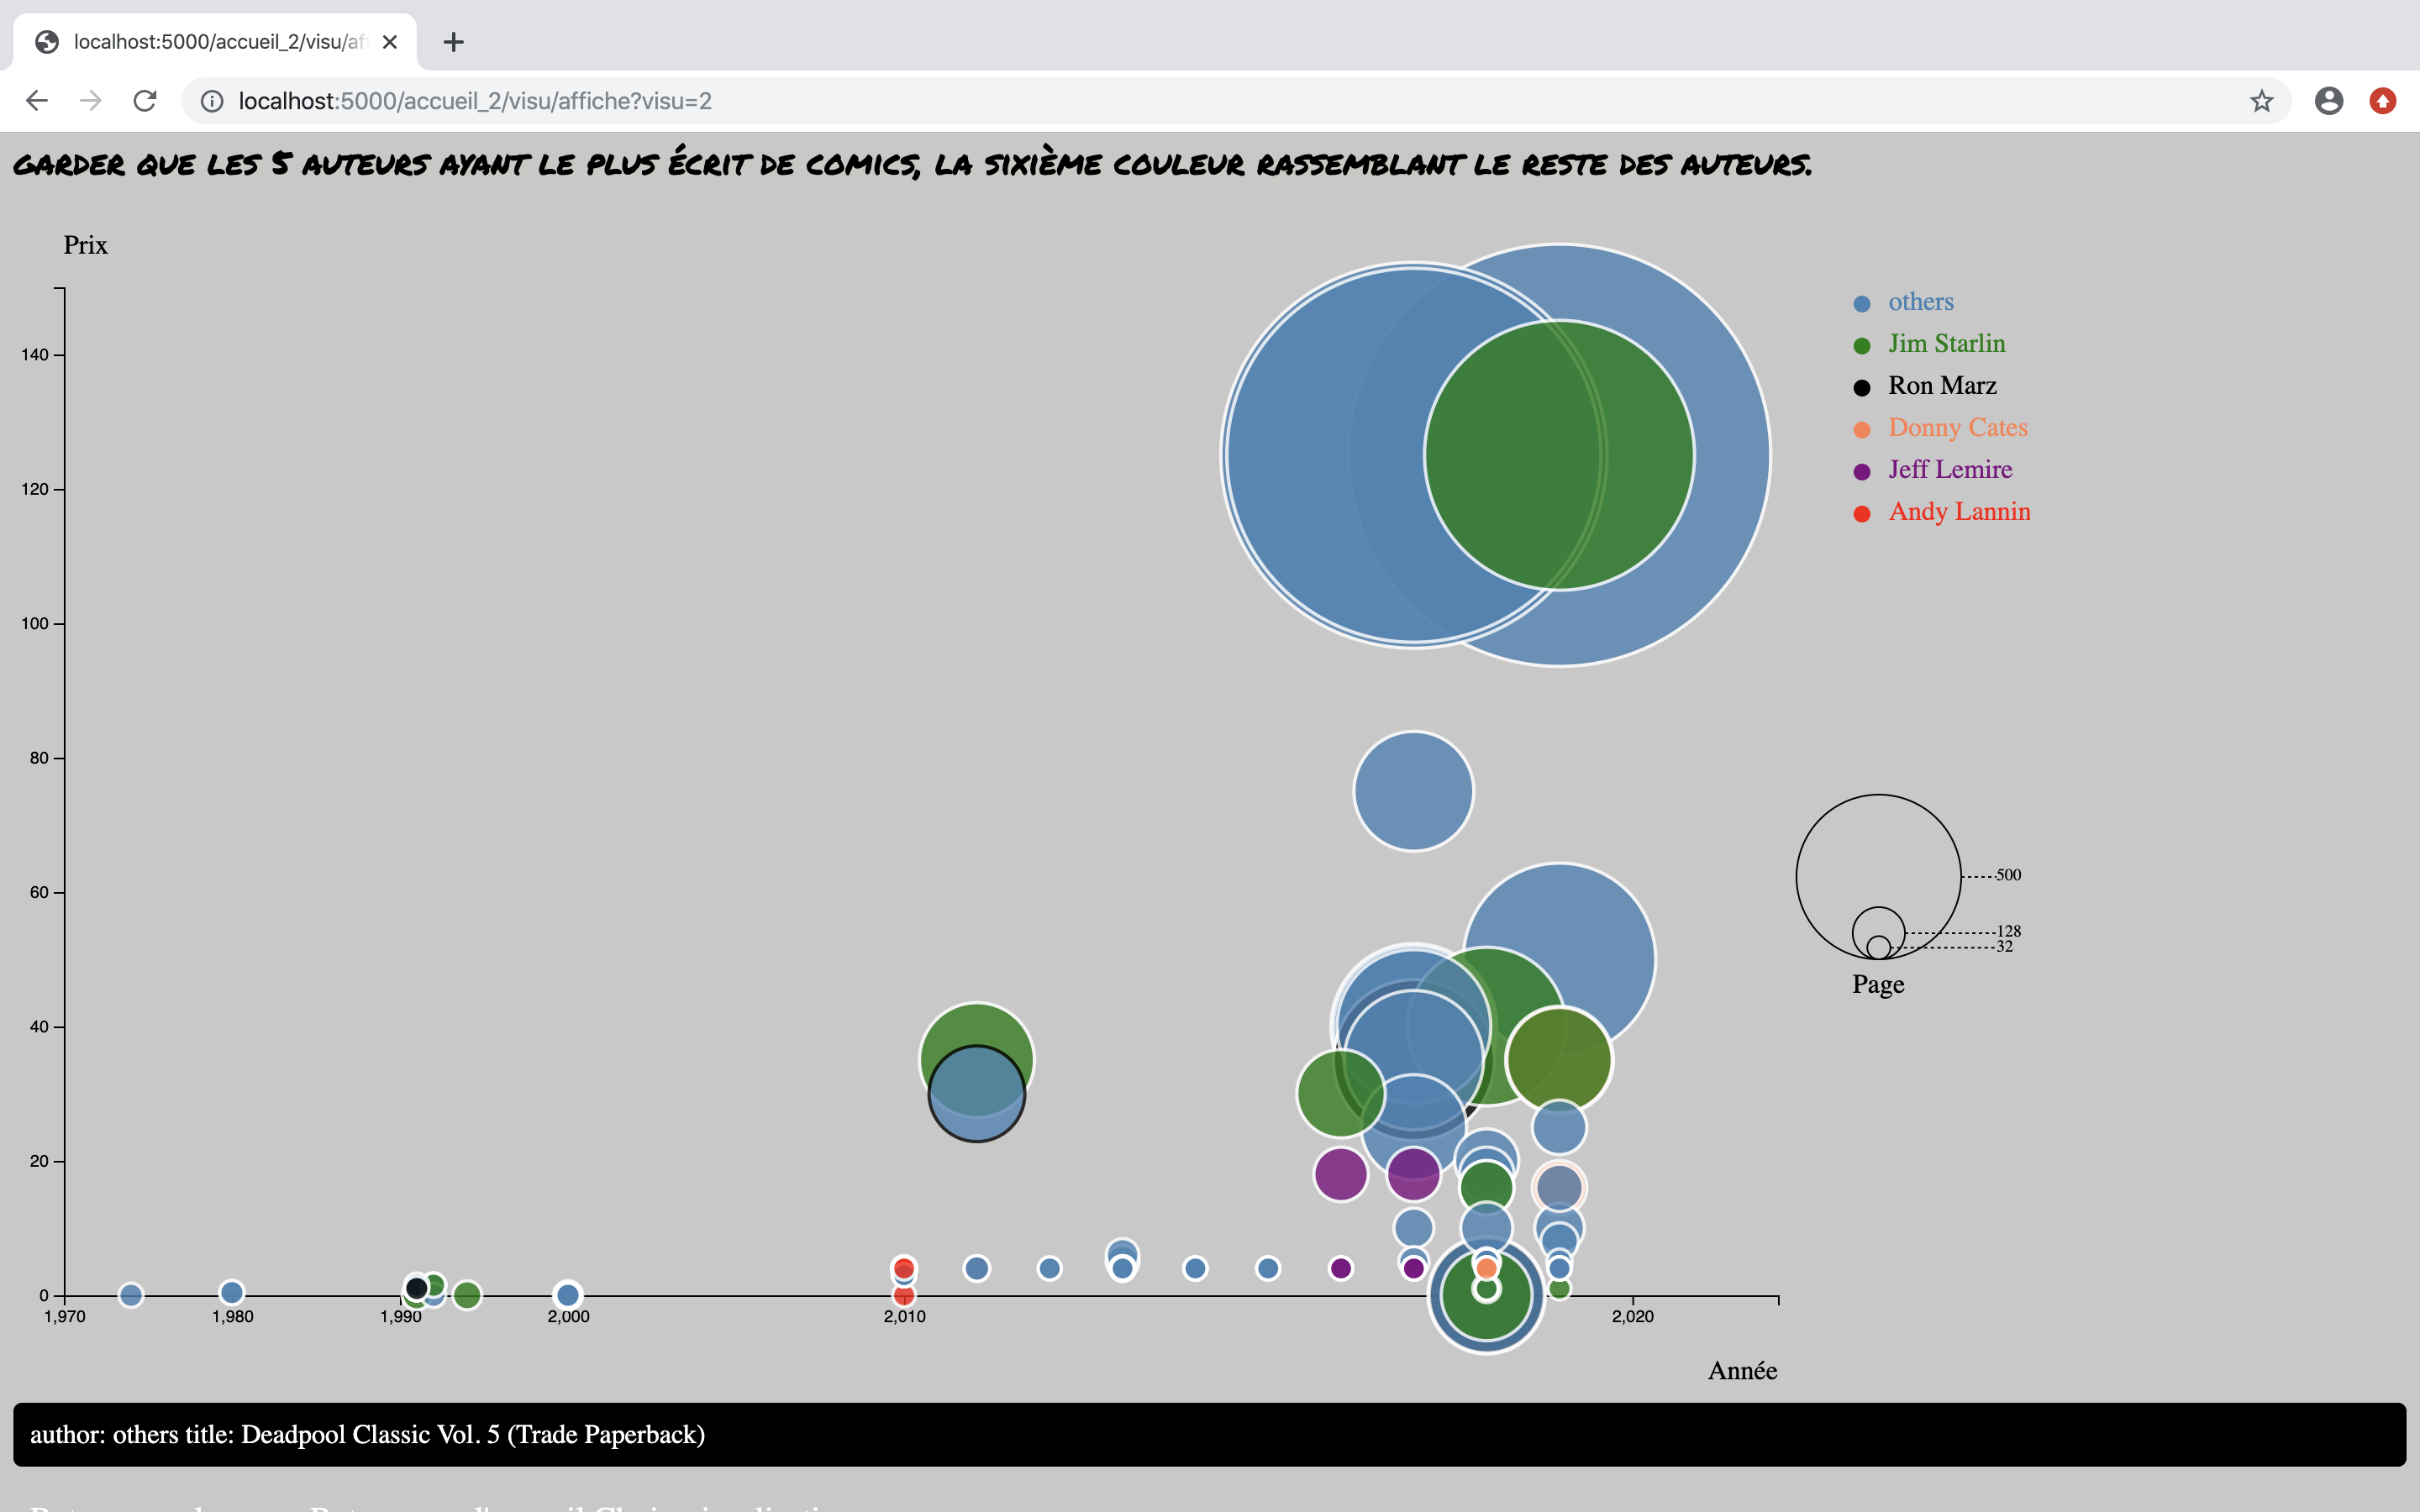 localhost:5000/accueil_2/visu/af
localhost:5000/accueil_2/visu/affiche?visu=2
GARDER QUE LES 5 AUTEURS AYANT LE PLUS ÉCRIT DE COMICS, LA SIXIÈME COULEUR RASSEMBLANT LE RESTE DES AUTEURS.
Prix
140
120
100
80
60
40
20
0
1,970
1,980
1,990
2,000
2,010
2,020
Année
others
Jim Starlin
Ron Marz
Donny Cates
Jeff Lemire
Andy Lannin
500
128
32
Page
author: others title: Deadpool Classic Vol. 5 (Trade Paperback)